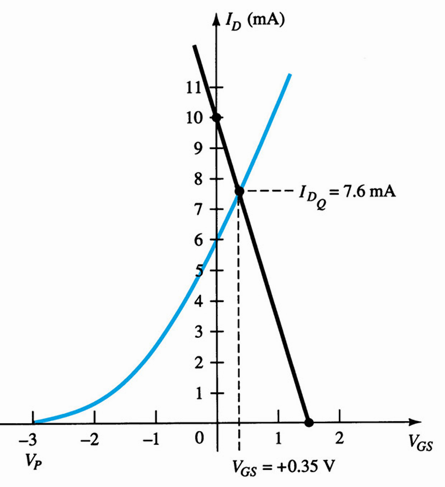 I_D (mA)
11
10
9
8
I_DQ = 7.6 mA
7
6
5
4
3
2
1
−3 −2 −1 0 1 2 V_GS
V_P
V_GS = +0.35 V